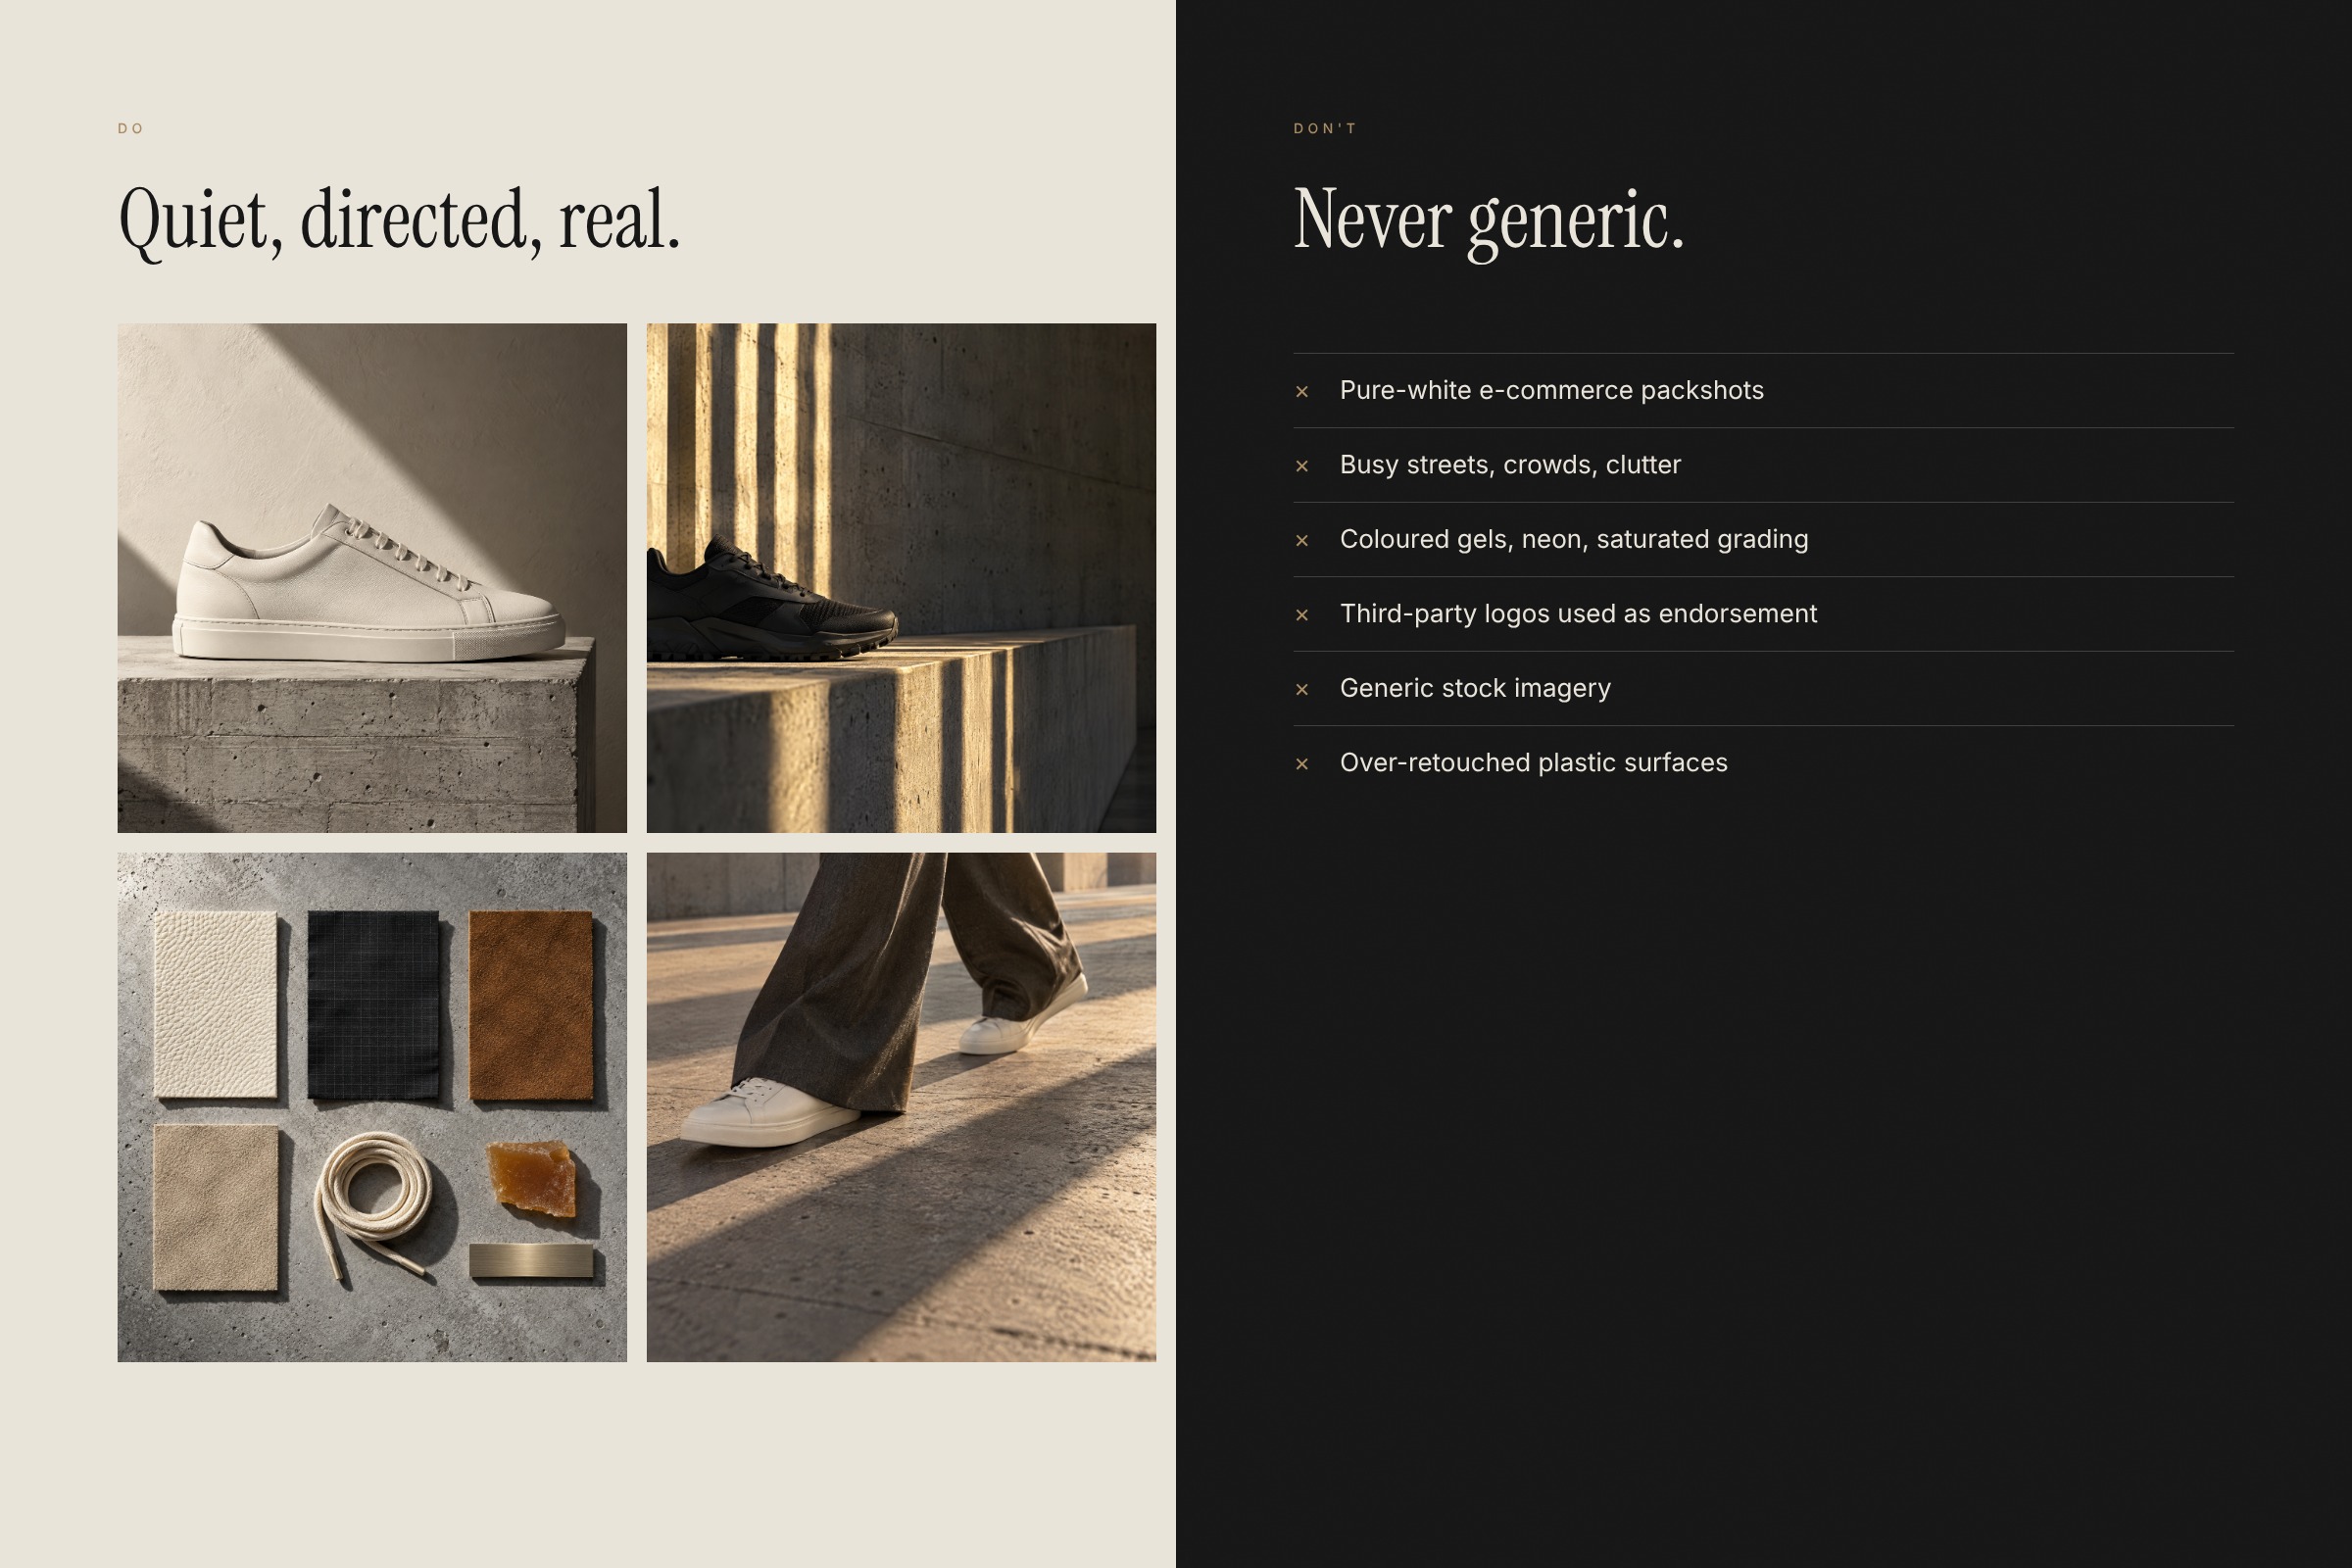 DO
Quiet, directed, real.
DON'T
Never generic.
× Pure-white e-commerce packshots
× Busy streets, crowds, clutter
× Coloured gels, neon, saturated grading
× Third-party logos used as endorsement
× Generic stock imagery
× Over-retouched plastic surfaces